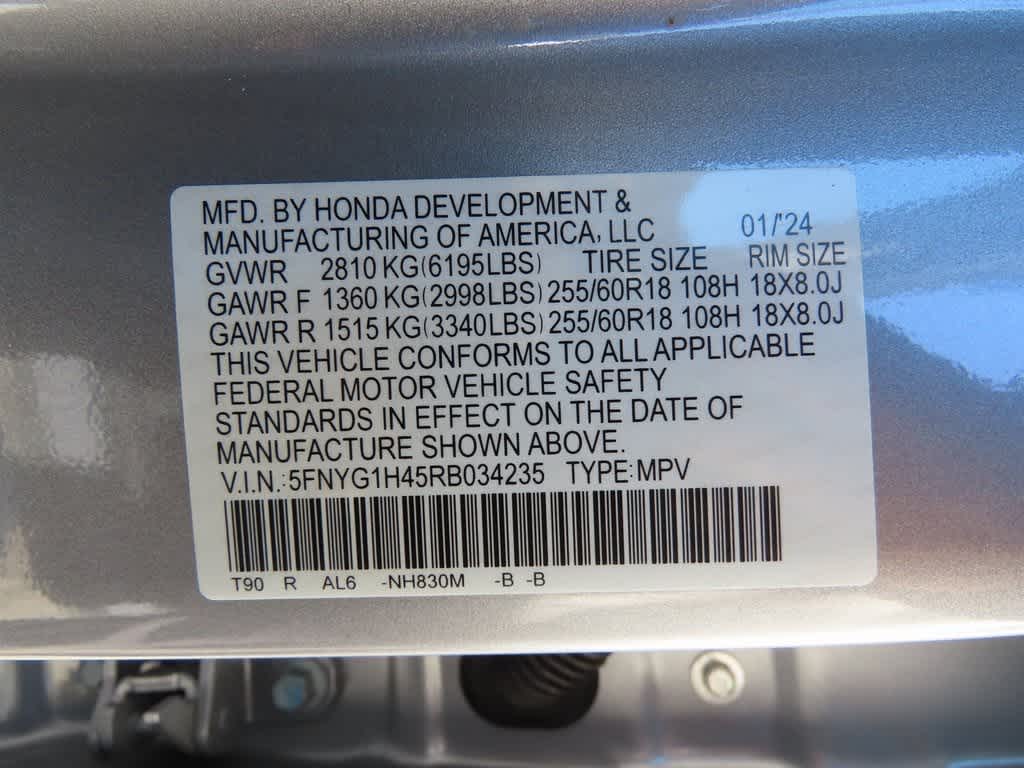 MFD. BY HONDA DEVELOPMENT &
MANUFACTURING OF AMERICA, LLC 01/'24
GVWR 2810 KG(6195LBS) TIRE SIZE RIM SIZE
GAWR F 1360 KG(2998LBS) 255/60R18 108H 18X8.0J
GAWR R 1515 KG(3340LBS) 255/60R18 108H 18X8.0J
THIS VEHICLE CONFORMS TO ALL APPLICABLE
FEDERAL MOTOR VEHICLE SAFETY
STANDARDS IN EFFECT ON THE DATE OF
MANUFACTURE SHOWN ABOVE.
V.I.N.:5FNYG1H45RB034235 TYPE:MPV
T90 R AL6 -NH830M -B -B